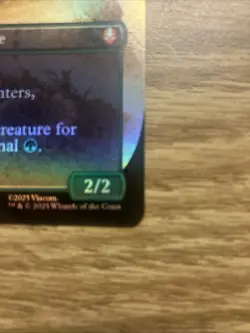 e
nters,
creature for
nal
2/2
©2025 Viacom.
™ & © 2025 Wizards of the Coast